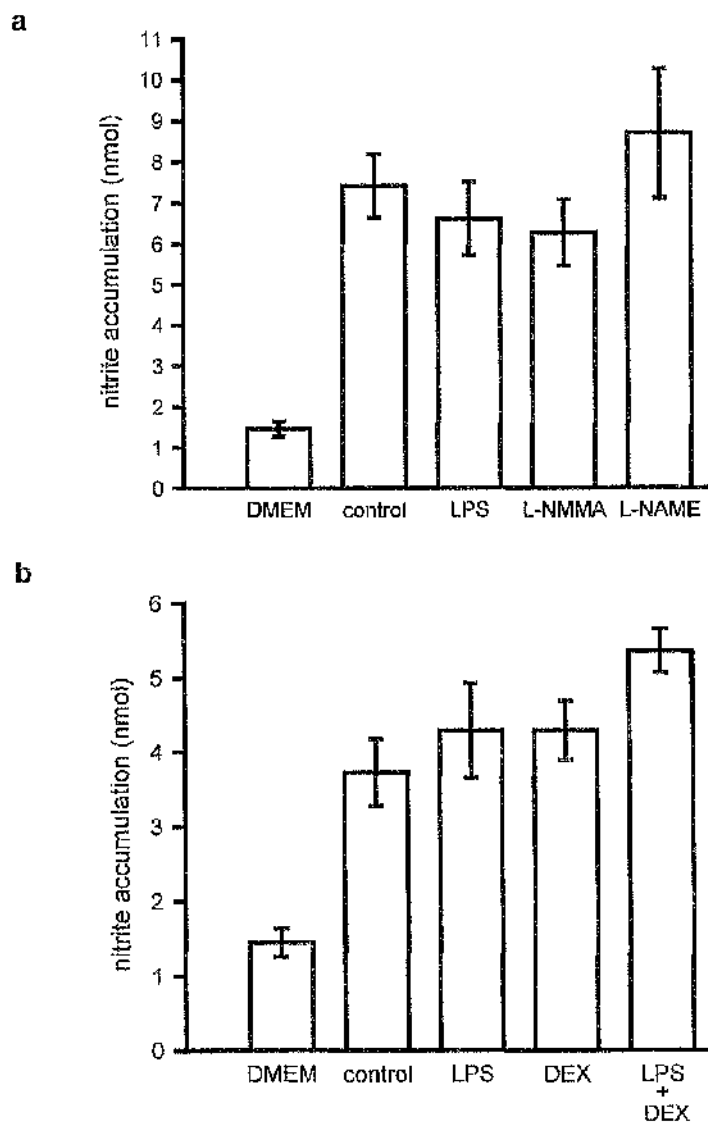 a
nitrite accumulation (nmol)
11
10
9
8
7
6
5
4
3
2
1
0
DMEM control LPS L-NMMA L-NAME
b
nitrite accumulation (nmol)
6
5
4
3
2
1
0
DMEM control LPS DEX LPS
+
DEX